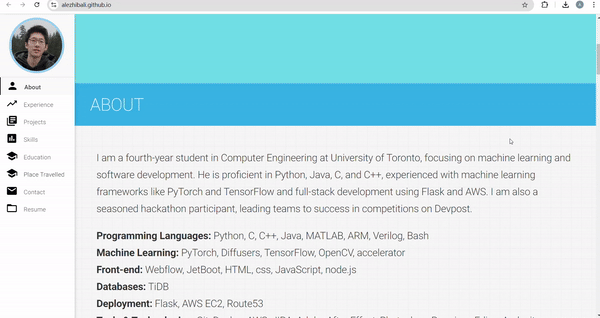 alezhibali.github.io
About
Experience
Projects
Skills
Education
Place Travelled
Contact
Resume
ABOUT
I am a fourth-year student in Computer Engineering at University of Toronto, focusing on machine learning and
software development. He is proficient in Python, Java, C, and C++, experienced with machine learning
frameworks like PyTorch and TensorFlow and full-stack development using Flask and AWS. I am also a
seasoned hackathon participant, leading teams to success in competitions on Devpost.
Programming Languages: Python, C, C++, Java, MATLAB, ARM, Verilog, Bash
Machine Learning: PyTorch, Diffusers, TensorFlow, OpenCV, accelerator
Front-end: Webflow, JetBoot, HTML, css, JavaScript, node.js
Databases: TiDB
Deployment: Flask, AWS EC2, Route53